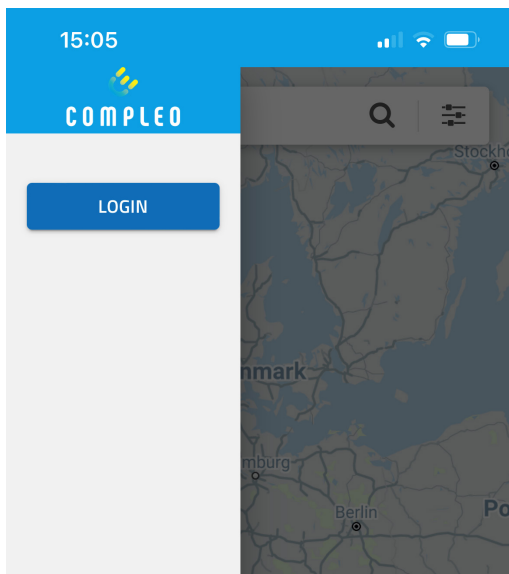 15:05
COMPLEO
LOGIN
Stockh
nmark
mburg
Berlin
Po